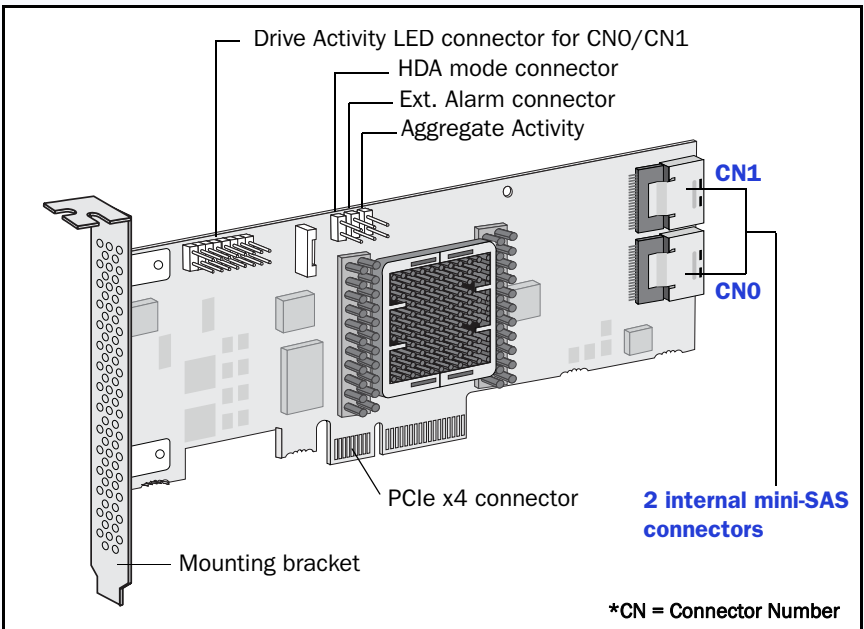 Drive Activity LED connector for CN0/CN1
HDA mode connector
Ext. Alarm connector
Aggregate Activity
CN1
CN0
PCIe x4 connector
2 internal mini-SAS
connectors
Mounting bracket
*CN = Connector Number